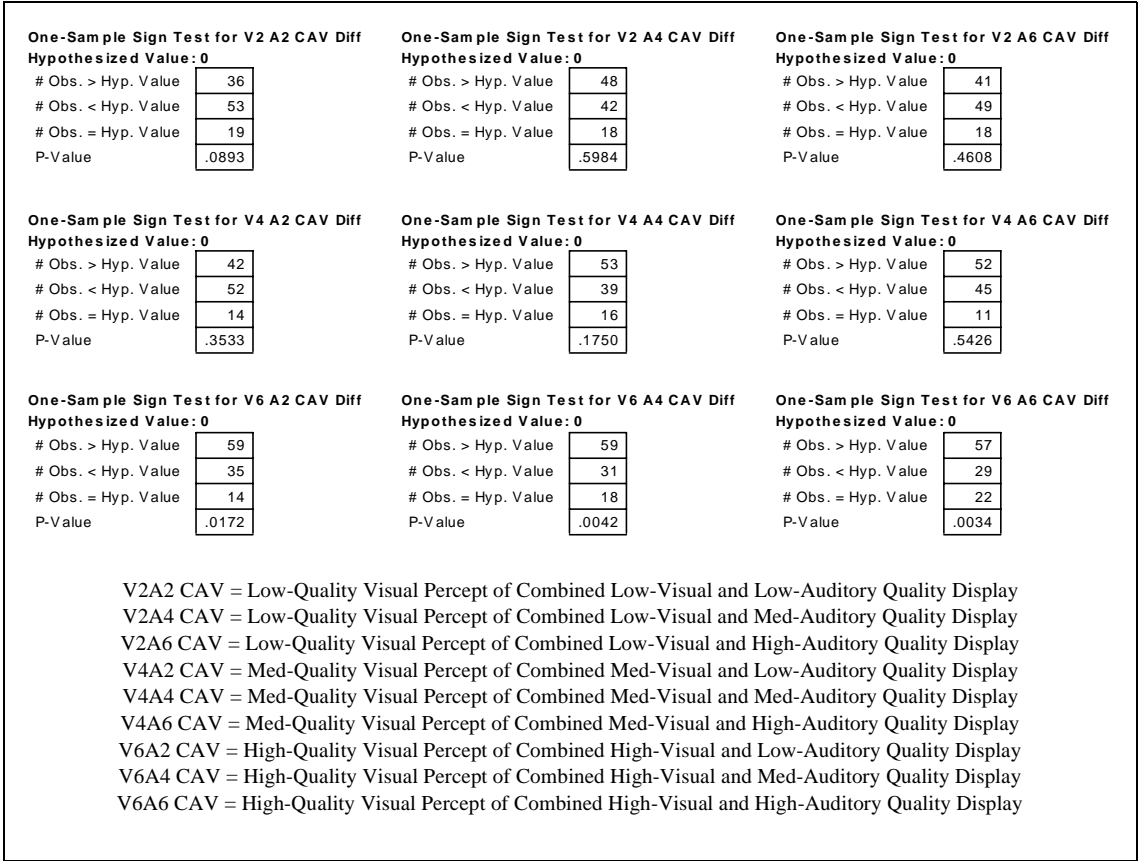 One-Sample Sign Test for V2 A2 CAV Diff
Hypothesized Value: 0
# Obs. > Hyp. Value 36
# Obs. < Hyp. Value 53
# Obs. = Hyp. Value 19
P-Value .0893
One-Sample Sign Test for V2 A4 CAV Diff
Hypothesized Value: 0
# Obs. > Hyp. Value 48
# Obs. < Hyp. Value 42
# Obs. = Hyp. Value 18
P-Value .5984
One-Sample Sign Test for V2 A6 CAV Diff
Hypothesized Value: 0
# Obs. > Hyp. Value 41
# Obs. < Hyp. Value 49
# Obs. = Hyp. Value 18
P-Value .4608
One-Sample Sign Test for V4 A2 CAV Diff
Hypothesized Value: 0
# Obs. > Hyp. Value 42
# Obs. < Hyp. Value 52
# Obs. = Hyp. Value 14
P-Value .3533
One-Sample Sign Test for V4 A4 CAV Diff
Hypothesized Value: 0
# Obs. > Hyp. Value 53
# Obs. < Hyp. Value 39
# Obs. = Hyp. Value 16
P-Value .1750
One-Sample Sign Test for V4 A6 CAV Diff
Hypothesized Value: 0
# Obs. > Hyp. Value 52
# Obs. < Hyp. Value 45
# Obs. = Hyp. Value 11
P-Value .5426
One-Sample Sign Test for V6 A2 CAV Diff
Hypothesized Value: 0
# Obs. > Hyp. Value 59
# Obs. < Hyp. Value 35
# Obs. = Hyp. Value 14
P-Value .0172
One-Sample Sign Test for V6 A4 CAV Diff
Hypothesized Value: 0
# Obs. > Hyp. Value 59
# Obs. < Hyp. Value 31
# Obs. = Hyp. Value 18
P-Value .0042
One-Sample Sign Test for V6 A6 CAV Diff
Hypothesized Value: 0
# Obs. > Hyp. Value 57
# Obs. < Hyp. Value 29
# Obs. = Hyp. Value 22
P-Value .0034
V2A2 CAV = Low-Quality Visual Percept of Combined Low-Visual and Low-Auditory Quality Display
V2A4 CAV = Low-Quality Visual Percept of Combined Low-Visual and Med-Auditory Quality Display
V2A6 CAV = Low-Quality Visual Percept of Combined Low-Visual and High-Auditory Quality Display
V4A2 CAV = Med-Quality Visual Percept of Combined Med-Visual and Low-Auditory Quality Display
V4A4 CAV = Med-Quality Visual Percept of Combined Med-Visual and Med-Auditory Quality Display
V4A6 CAV = Med-Quality Visual Percept of Combined Med-Visual and High-Auditory Quality Display
V6A2 CAV = High-Quality Visual Percept of Combined High-Visual and Low-Auditory Quality Display
V6A4 CAV = High-Quality Visual Percept of Combined High-Visual and Med-Auditory Quality Display
V6A6 CAV = High-Quality Visual Percept of Combined High-Visual and High-Auditory Quality Display